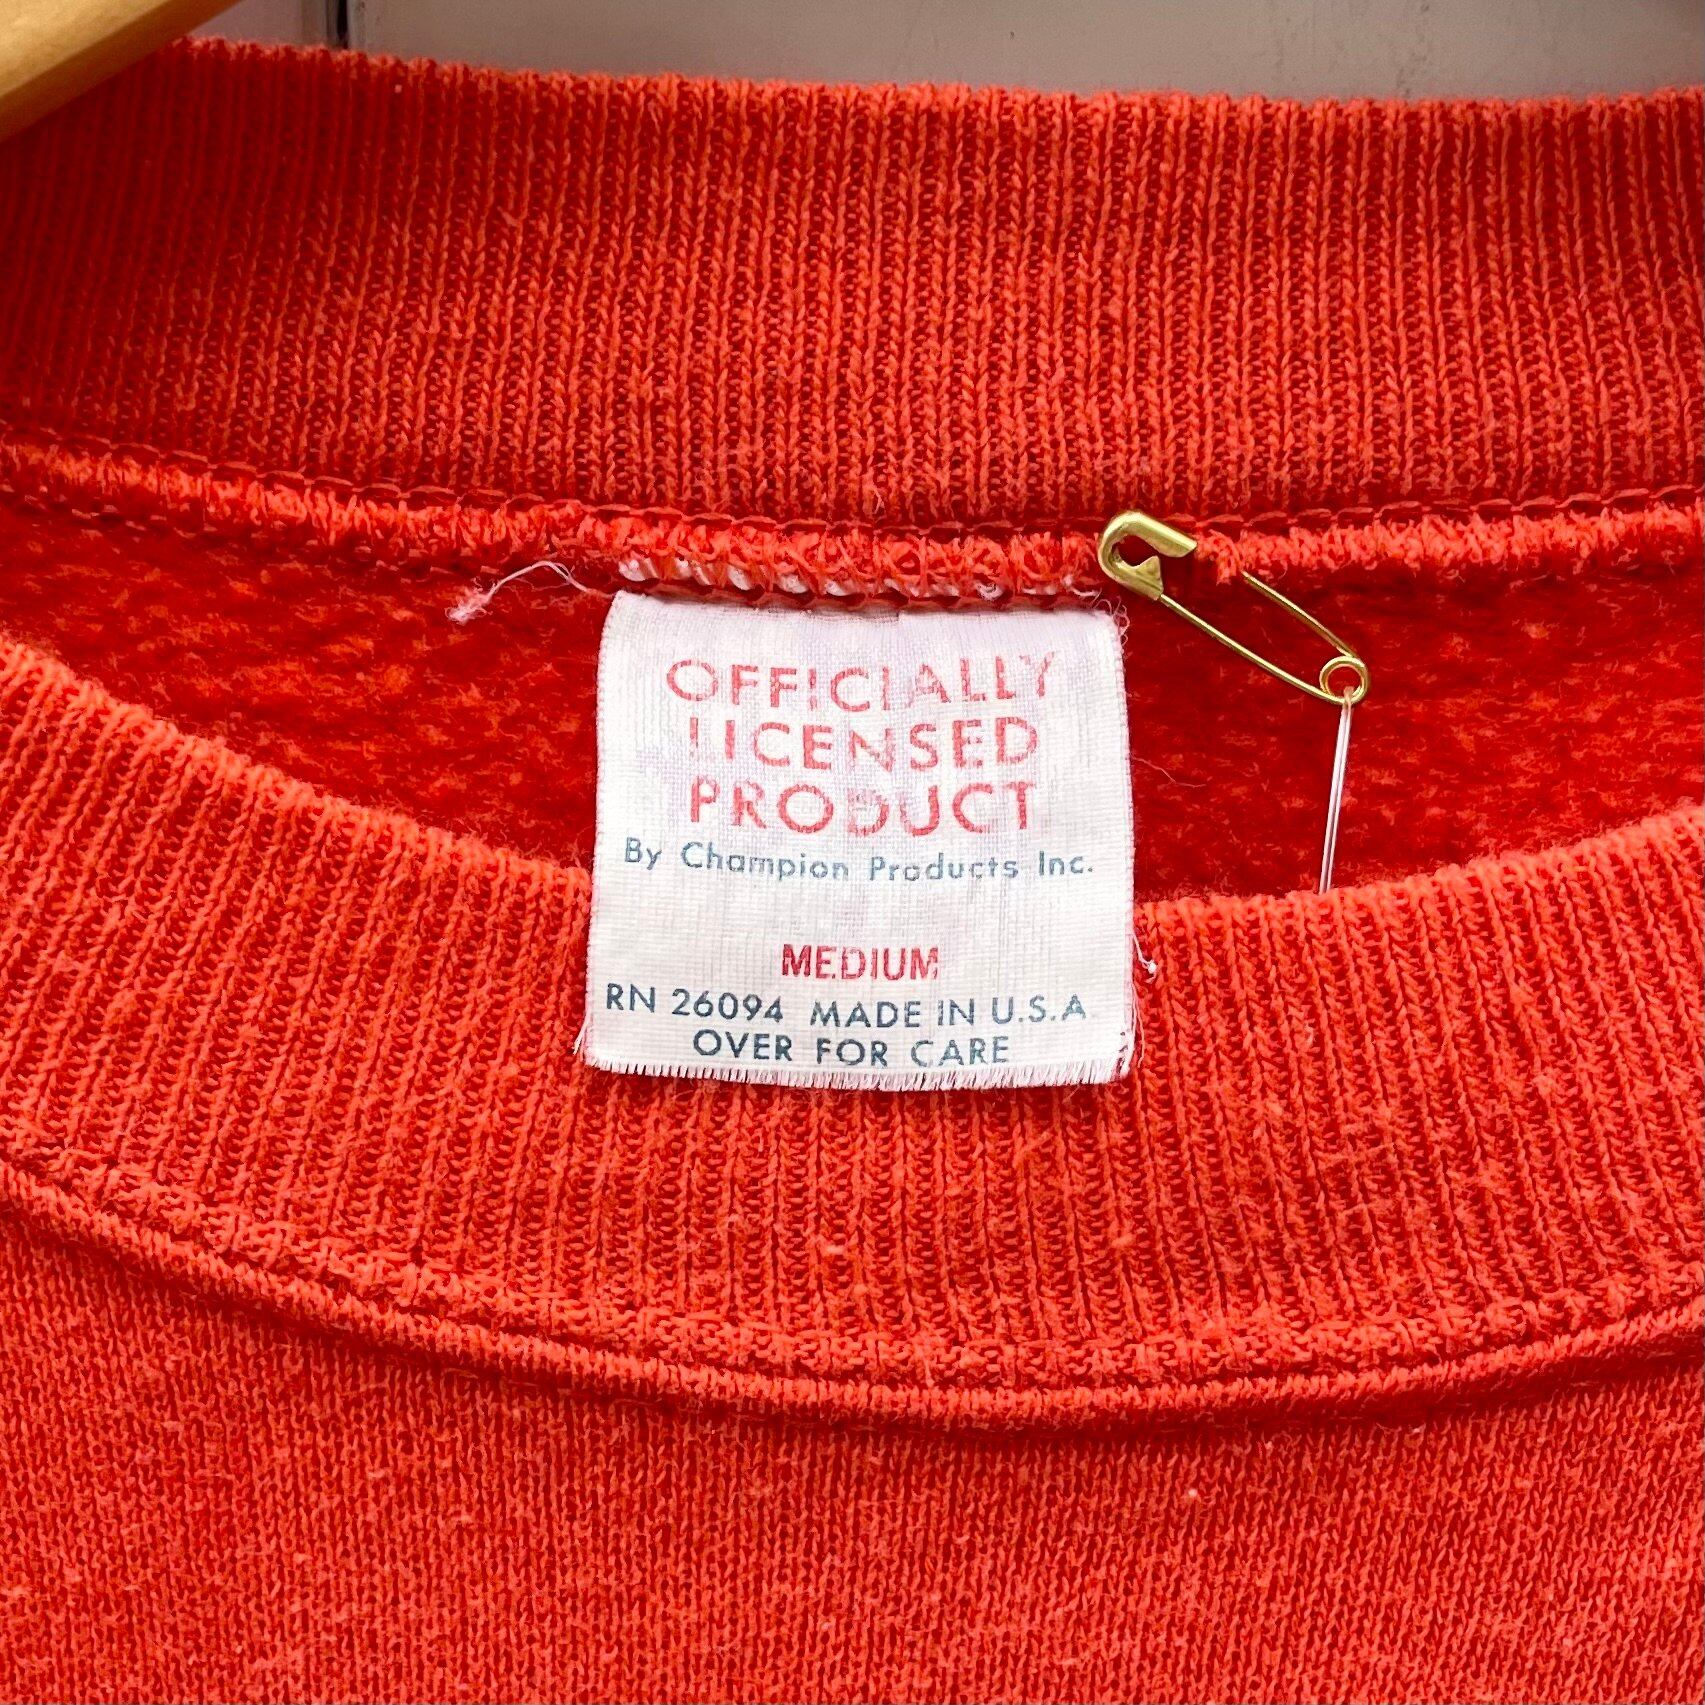 OFFICIALLY
LICENSED
PRODUCT
By Champion Products Inc.
MEDIUM
RN 26094 MADE IN U.S.A
OVER FOR CARE